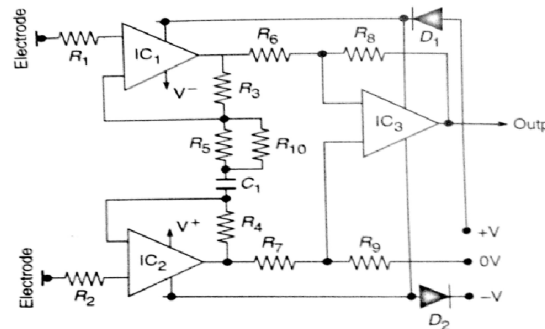 Electrode
R1
IC1
V−
R3
R6
R8
D1
R5
R10
IC3
Outp
C1
V+
R4
+V
Electrode
R2
IC2
R7
R9
0V
−V
D2